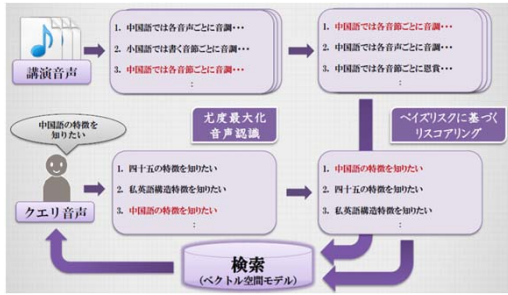 1. 中国語では各音声ごとに音調・・・
2. 小国語では書く音節ごとに音調・・・
3. 中国語では各音節ごとに音調・・・
:
講演音声
1. 中国語では各音節ごとに音調・・・
2. 中国語では各音声ごとに音調・・・
3. 中国語では各音節ごとに恩賞・・・
:
尤度最大化
音声認識
ベイズリスクに基づく
リスコアリング
中国語の特徴を
知りたい
クエリ音声
1. 四十五の特徴を知りたい
2. 私英語構造特徴を知りたい
3. 中国語の特徴を知りたい
:
1. 中国語の特徴を知りたい
2. 四十五の特徴を知りたい
3. 私英語構造特徴を知りたい
:
検索
(ベクトル空間モデル)